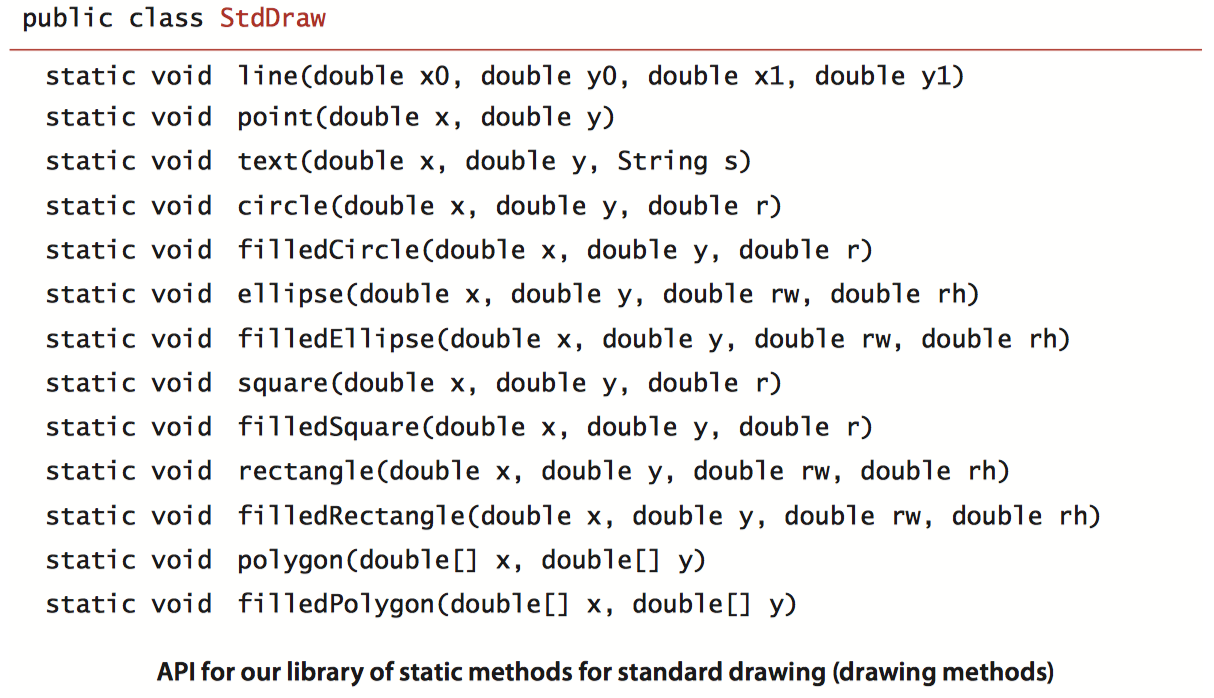 public class StdDraw
static void line(double x0, double y0, double x1, double y1)
static void point(double x, double y)
static void text(double x, double y, String s)
static void circle(double x, double y, double r)
static void filledCircle(double x, double y, double r)
static void ellipse(double x, double y, double rw, double rh)
static void filledEllipse(double x, double y, double rw, double rh)
static void square(double x, double y, double r)
static void filledSquare(double x, double y, double r)
static void rectangle(double x, double y, double rw, double rh)
static void filledRectangle(double x, double y, double rw, double rh)
static void polygon(double[] x, double[] y)
static void filledPolygon(double[] x, double[] y)
API for our library of static methods for standard drawing (drawing methods)